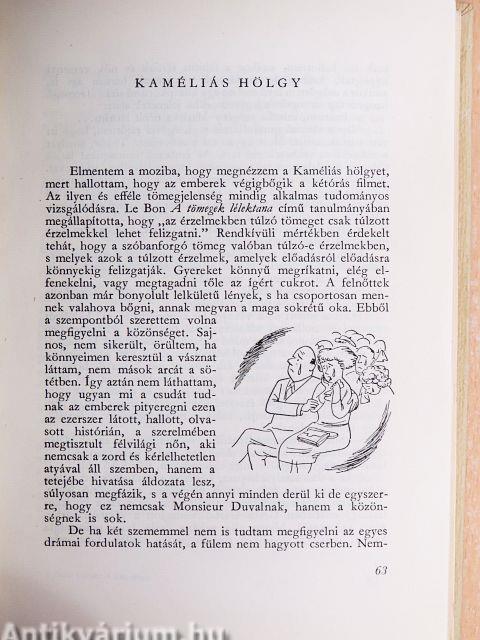 KAMÉLIÁS HÖLGY
Elmentem a moziba, hogy megnézzem a Kaméliás hölgyet,
mert hallottam, hogy az emberek végigbőgik a kétórás filmet.
Az ilyen és efféle tömegjelenség mindig alkalmas tudományos
vizsgálódásra. Le Bon A tömegek lélektana című tanulmányában
megállapította, hogy „az érzelmekben túlzó tömeget csak túlzott
érzelmekkel lehet felizgatni.” Rendkívüli mértékben érdekelt
tehát, hogy a szóbanforgó tömeg valóban túlzó-e érzelmekben,
s melyek azok a túlzott érzelmek, amelyek előadásról előadásra
könnyekig felizgatják. Gyereket könnyű megríkatni, elég el-
fenekelni, vagy megtagadni tőle az ígért cukrot. A felnőttek
azonban már bonyolult lelkületű lények, s ha csoportosan men-
nek valahova bőgni, annak megvan a maga sokrétű oka. Ebből
a szempontból szerettem volna
megfigyelni a közönséget. Saj-
nos, nem sikerült, örültem, ha
könnyeimen keresztül a vásznat
láttam, nem mások arcát a sö-
tétben. Így aztán nem láthattam,
hogy ugyan mi a csudát tud-
nak az emberek pityeregni ezen
az ezerszer látott, hallott, olva-
sott histórián, a szerelmében
megtisztult félvilági nőn, aki
nemcsak a zord és kérlelhetetlen
atyával áll szemben, hanem a
tetejébe hivatása áldozata lesz,
súlyosan megfázik, s a végén annyi minden derül ki de egyszer-
re, hogy ez nemcsak Monsieur Duvalnak, hanem a közön-
ségnek is sok.
De ha két szememmel nem is tudtam megfigyelni az egyes
drámai fordulatok hatását, a fülem nem hagyott cserben. Nem-
63
Antikvárium.hu